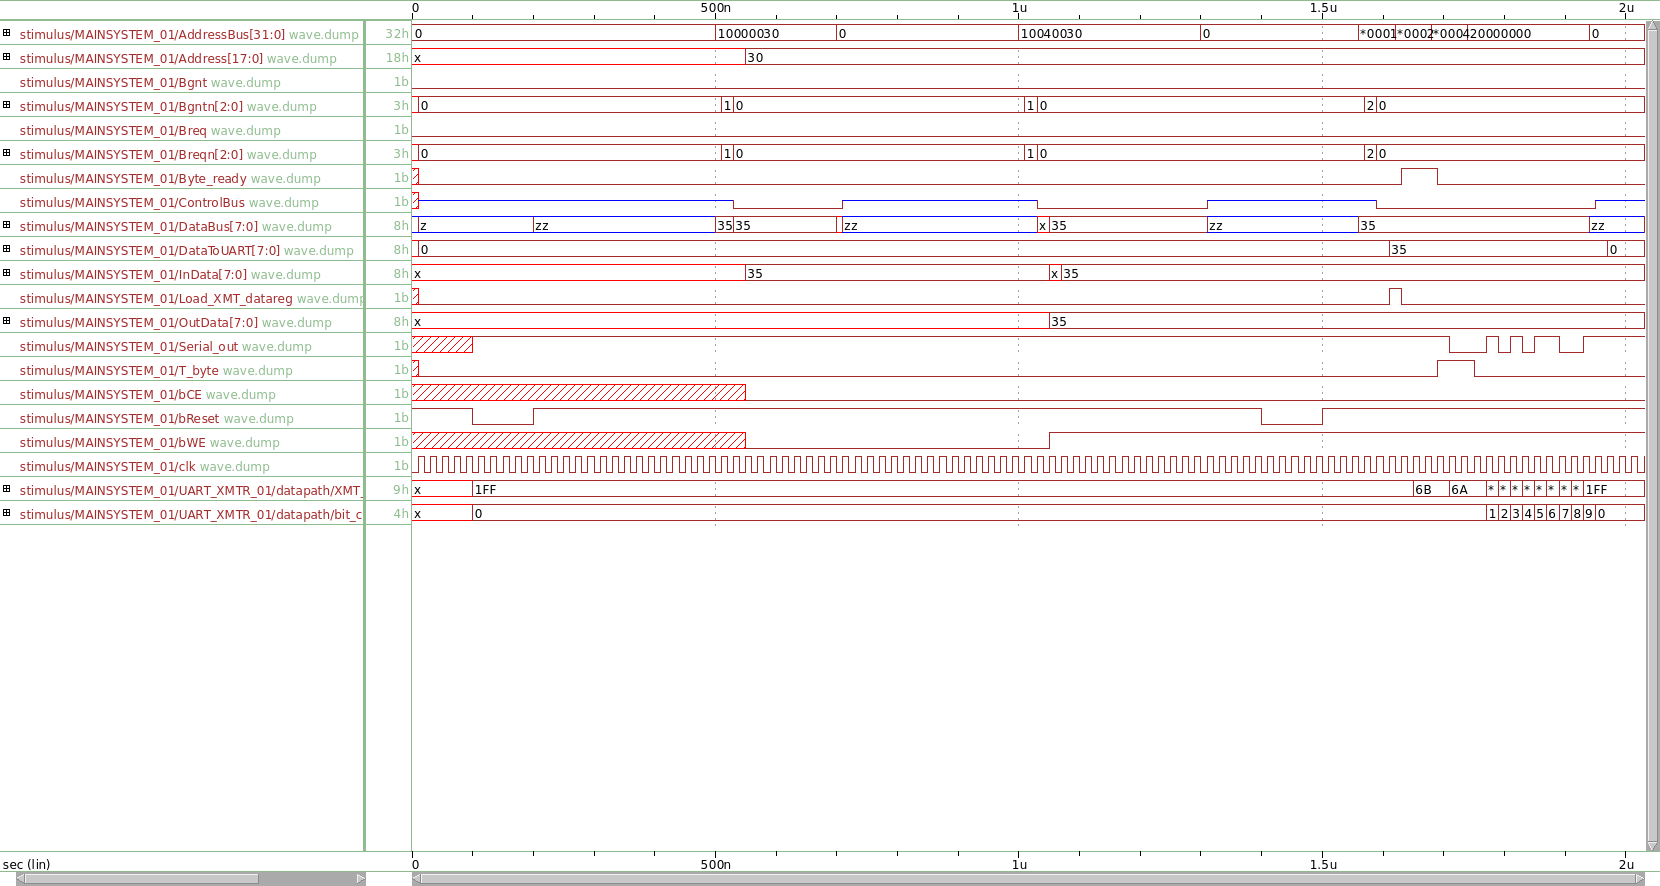 0 500n 1u 1.5u 2u
stimulus/MAINSYSTEM_01/AddressBus[31:0] wave.dump 32h 0 10000030 0 10040030 0 *0001 *0002 *0004 20000000 0
stimulus/MAINSYSTEM_01/Address[17:0] wave.dump 18h x 30
stimulus/MAINSYSTEM_01/Bgnt wave.dump 1b
stimulus/MAINSYSTEM_01/Bgntn[2:0] wave.dump 3h 0 1 0 1 0 2 0
stimulus/MAINSYSTEM_01/Breq wave.dump 1b
stimulus/MAINSYSTEM_01/Breqn[2:0] wave.dump 3h 0 1 0 1 0 2 0
stimulus/MAINSYSTEM_01/Byte_ready wave.dump 1b
stimulus/MAINSYSTEM_01/ControlBus wave.dump 1b
stimulus/MAINSYSTEM_01/DataBus[7:0] wave.dump 8h z zz 35 35 zz x 35 zz 35 zz
stimulus/MAINSYSTEM_01/DataToUART[7:0] wave.dump 8h 0 35 0
stimulus/MAINSYSTEM_01/InData[7:0] wave.dump 8h x 35 x 35
stimulus/MAINSYSTEM_01/Load_XMT_datareg wave.dump 1b
stimulus/MAINSYSTEM_01/OutData[7:0] wave.dump 8h x 35
stimulus/MAINSYSTEM_01/Serial_out wave.dump 1b
stimulus/MAINSYSTEM_01/T_byte wave.dump 1b
stimulus/MAINSYSTEM_01/bCE wave.dump 1b
stimulus/MAINSYSTEM_01/bReset wave.dump 1b
stimulus/MAINSYSTEM_01/bWE wave.dump 1b
stimulus/MAINSYSTEM_01/clk wave.dump 1b
stimulus/MAINSYSTEM_01/UART_XMTR_01/datapath/XMT_ 9h x 1FF 6B 6A * * * * * * * * 1FF
stimulus/MAINSYSTEM_01/UART_XMTR_01/datapath/bit_c 4h x 0 1 2 3 4 5 6 7 8 9 0
sec (lin) 0 500n 1u 1.5u 2u